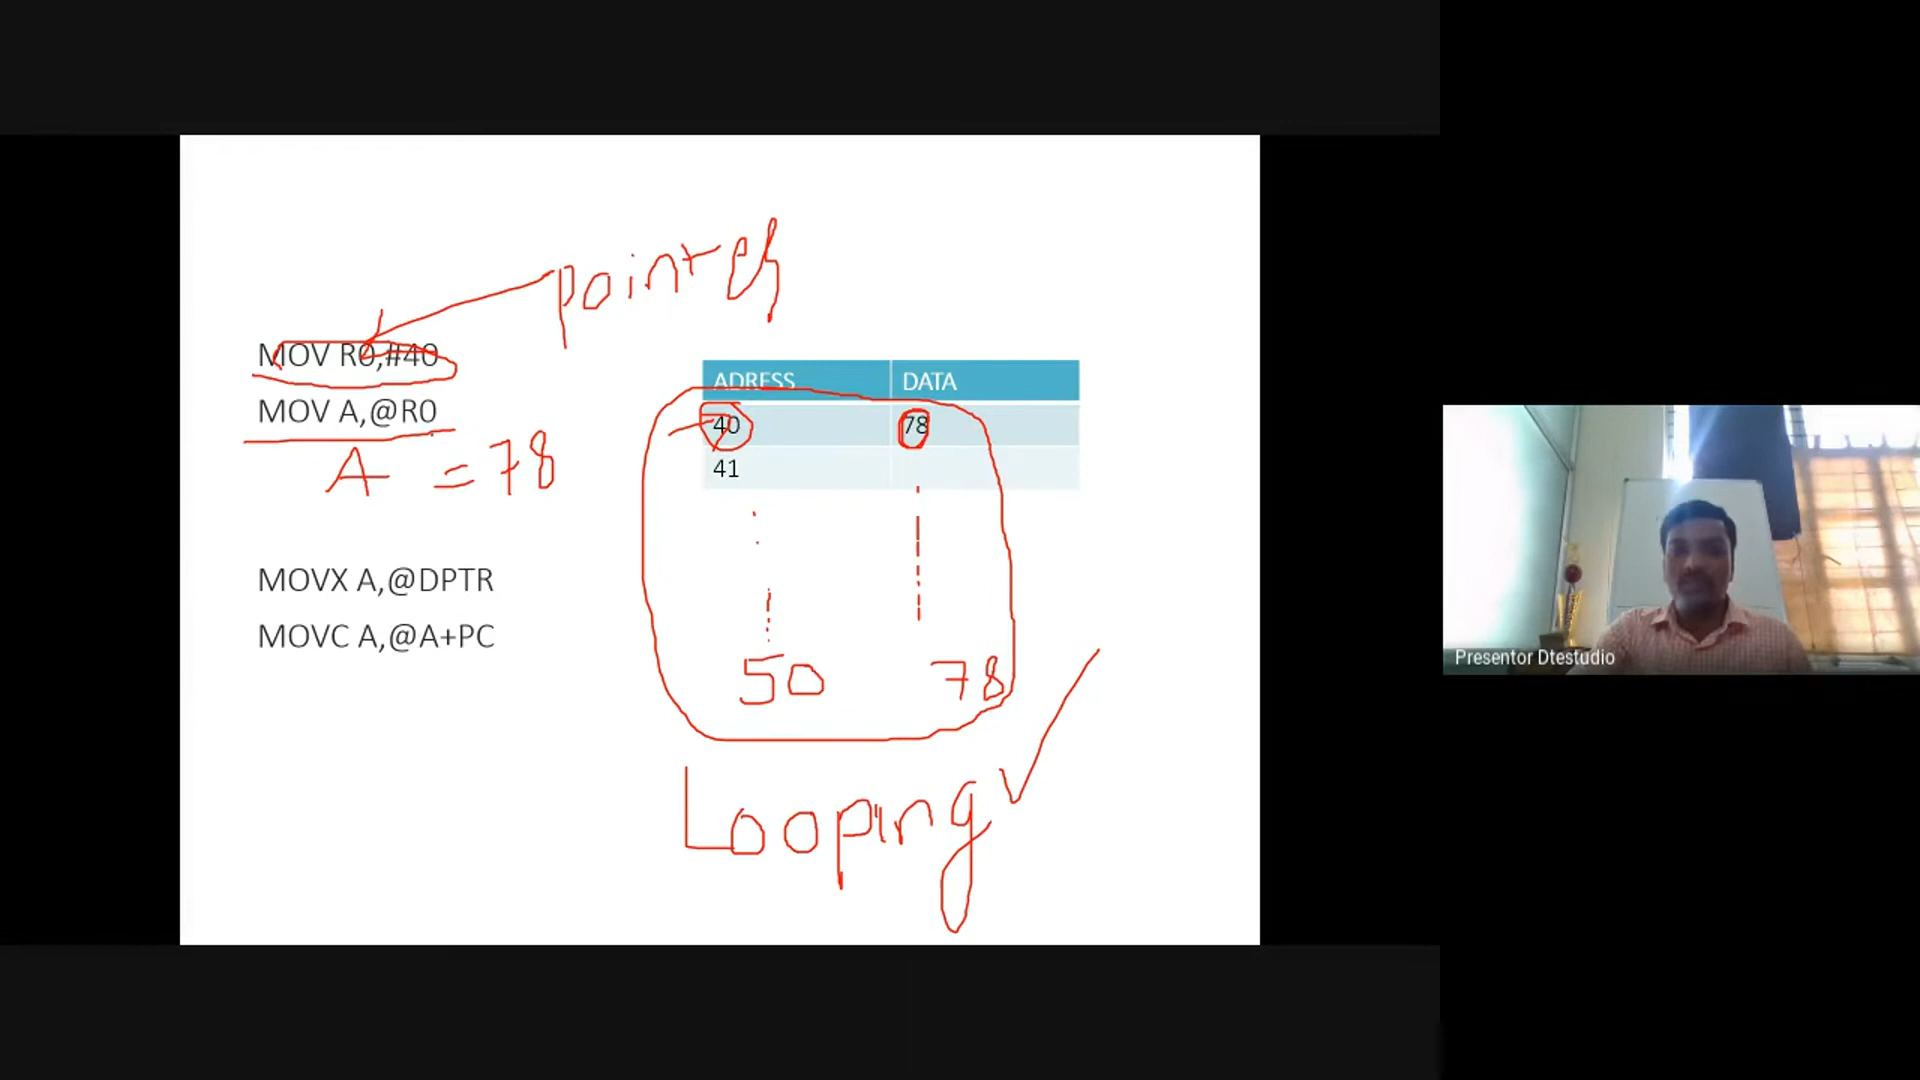 pointer
MOV R0,#40
MOV A,@R0
A = 78
MOVX A,@DPTR
MOVC A,@A+PC
ADRESS DATA
40 78
41
50 78
Looping
Presentor Dtestudio